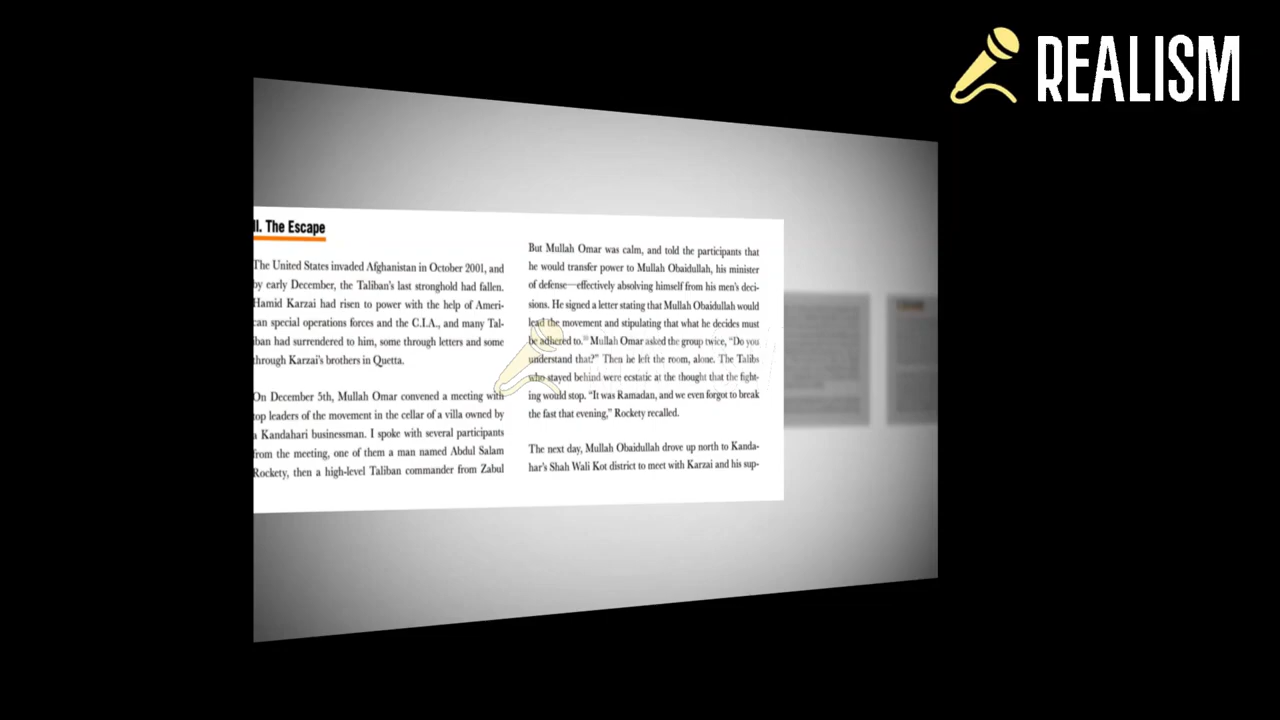 REALISM
II. The Escape
The United States invaded Afghanistan in October 2001, and
by early December, the Taliban's last stronghold had fallen.
Hamid Karzai had risen to power with the help of Ameri-
can special operations forces and the C.I.A., and many Tal-
iban had surrendered to him, some through letters and some
through Karzai's brothers in Quetta.
On December 5th, Mullah Omar convened a meeting with
top leaders of the movement in the cellar of a villa owned by
a Kandahari businessman. I spoke with several participants
from the meeting, one of them a man named Abdul Salam
Rockety, then a high-level Taliban commander from Zabul
But Mullah Omar was calm, and told the participants that
he would transfer power to Mullah Obaidullah, his minister
of defense—effectively absolving himself from his men's deci-
sions. He signed a letter stating that Mullah Obaidullah would
lead the movement and stipulating that what he decides must
be adhered to." Mullah Omar asked the group twice, "Do you
understand that?" Then he left the room, alone. The Talibs
who stayed behind were ecstatic at the thought that the fight-
ing would stop. "It was Ramadan, and we even forgot to break
the fast that evening," Rockety recalled.
The next day, Mullah Obaidullah drove up north to Kanda-
har's Shah Wali Kot district to meet with Karzai and his sup-